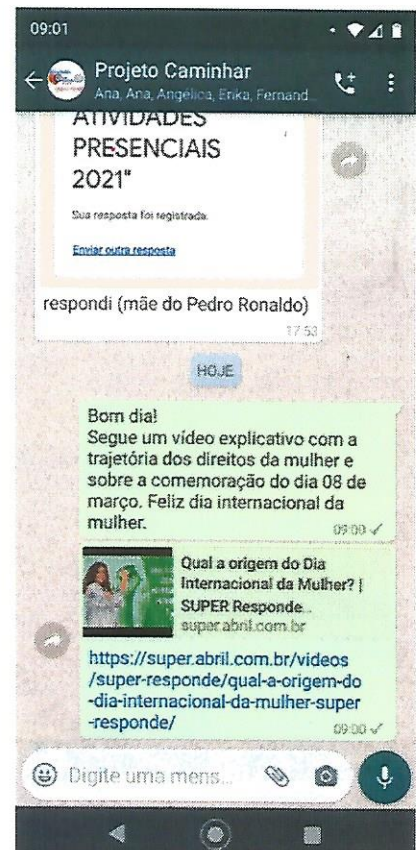 09:01
Projeto Caminhar
Ana, Ana, Angélica, Erika, Fernand...
ATIVIDADES
PRESENCIAIS
2021"
Sua resposta foi registrada.
Enviar outra resposta
respondi (mãe do Pedro Ronaldo)
17:53
HOJE
Bom dia!
Segue um vídeo explicativo com a
trajetória dos direitos da mulher e
sobre a comemoração do dia 08 de
março. Feliz dia internacional da
mulher.
09:00
Qual a origem do Dia
Internacional da Mulher? |
SUPER Responde...
super.abril.com.br
https://super.abril.com.br/videos
/super-responde/qual-a-origem-do
-dia-internacional-da-mulher-super
-responde/
09:00
Digite uma mens...